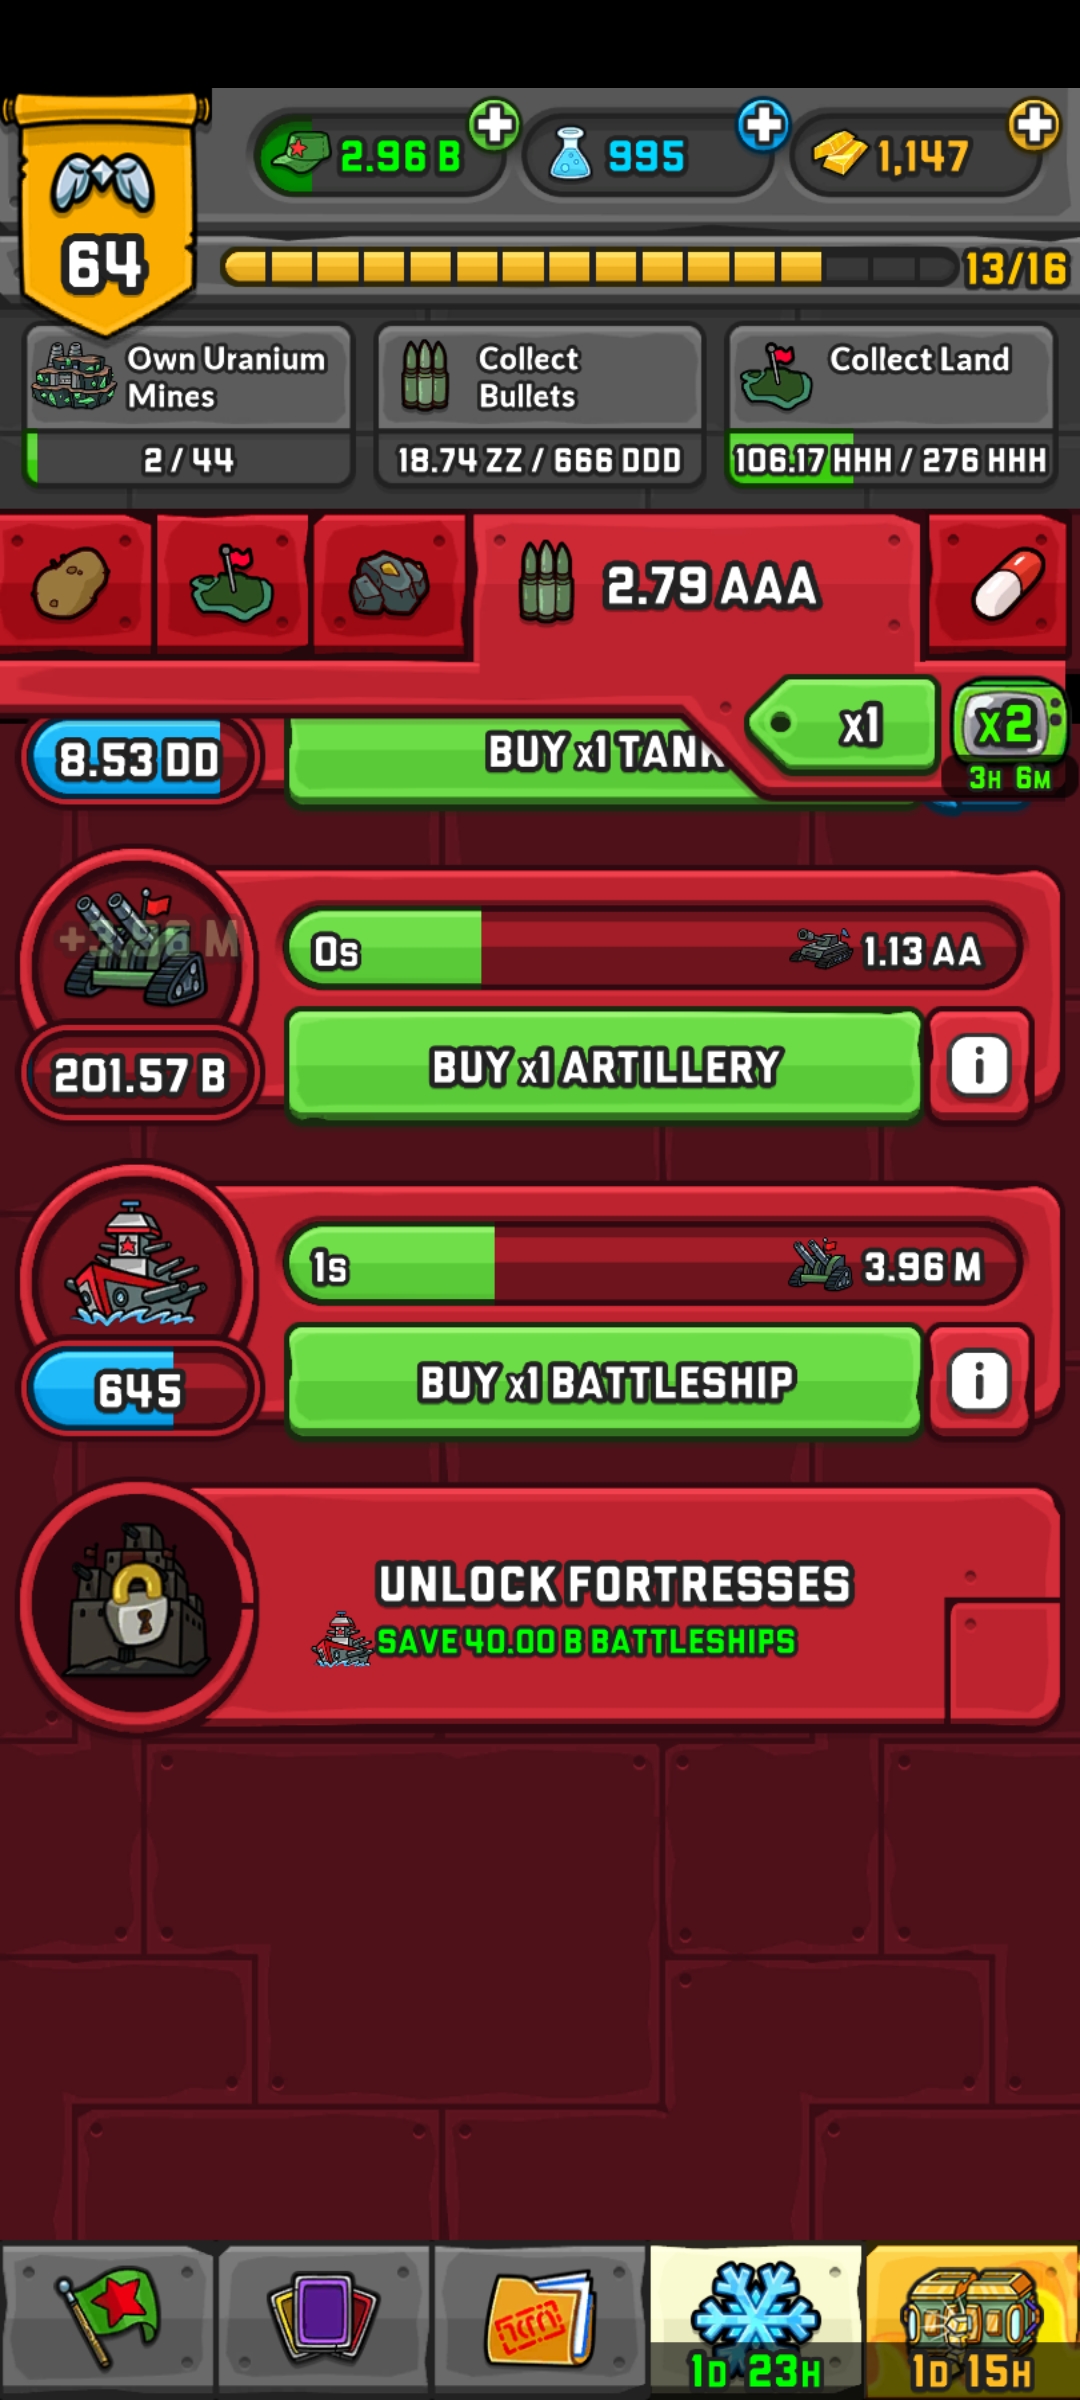 2.96 B
995
1,147
64
13/16
Own Uranium
Mines
2 / 44
Collect
Bullets
18.74 ZZ / 666 DDD
Collect Land
106.17 HHH / 276 HHH
2.79 AAA
x1
x2
3H 6M
8.53 DD
BUY x1 TANK
0s
1.13 AA
201.57 B
BUY x1 ARTILLERY
i
1s
3.96 M
645
BUY x1 BATTLESHIP
i
UNLOCK FORTRESSES
SAVE 40.00 B BATTLESHIPS
1D 23H
1D 15H